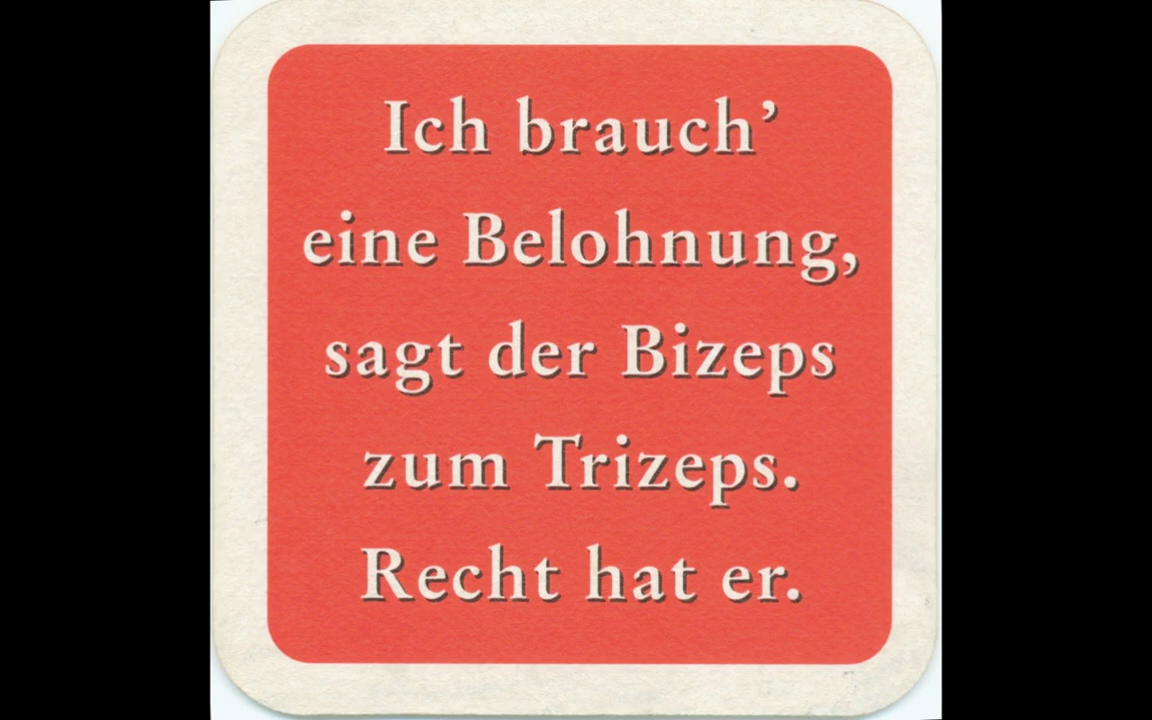 Ich brauch’
eine Belohnung,
sagt der Bizeps
zum Trizeps.
Recht hat er.